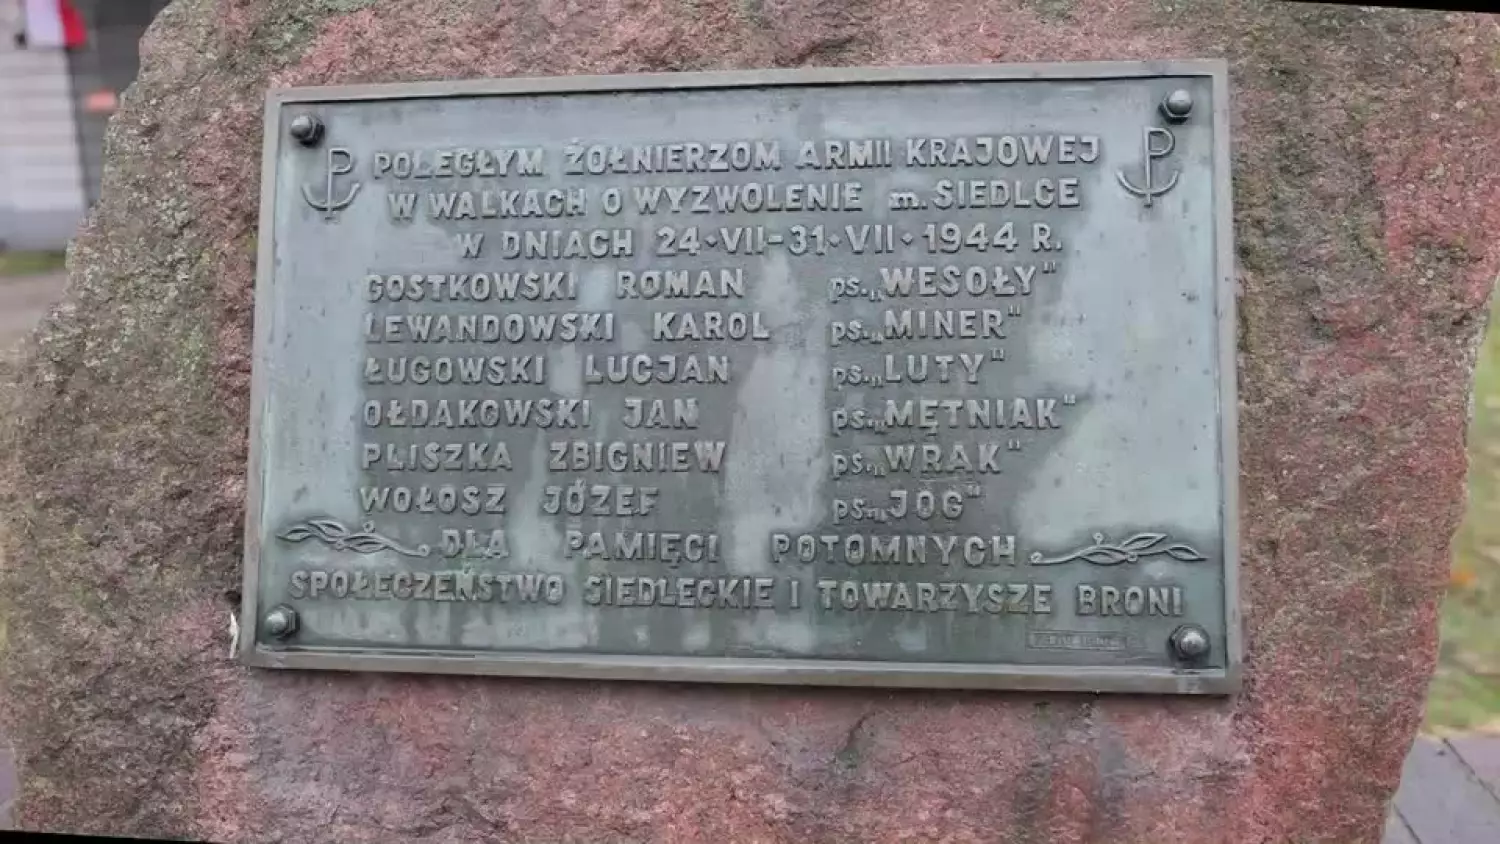 POLEGŁYM ŻOŁNIERZOM ARMII KRAJOWEJ
W WALKACH O WYZWOLENIE m. SIEDLCE
W DNIACH 24·VII-31·VII·1944 R.
GOSTKOWSKI ROMAN ps. „WESOŁY"
LEWANDOWSKI KAROL ps. „MINER"
ŁUGOWSKI LUCJAN ps. „LUTY"
OŁDAKOWSKI JAN ps. „MĘTNIAK"
PLISZKA ZBIGNIEW ps. „WRAK"
WOŁOSZ JÓZEF ps. „JOG"
DLA PAMIĘCI POTOMNYCH
SPOŁECZEŃSTWO SIEDLECKIE I TOWARZYSZE BRONI